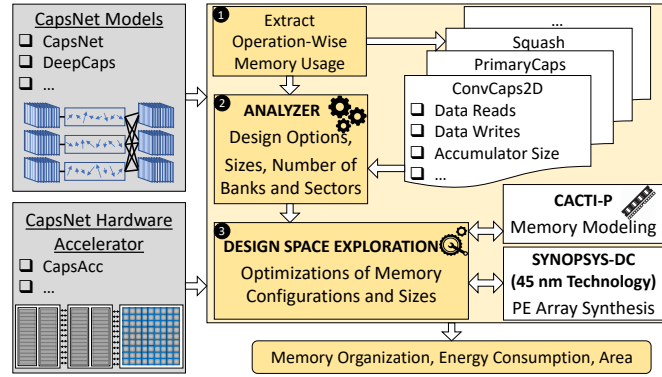 CapsNet Models
❑ CapsNet
❑ DeepCaps
❑ ...
CapsNet Hardware
Accelerator
❑ CapsAcc
❑ ...
1
Extract
Operation-Wise
Memory Usage
2
ANALYZER
Design Options,
Sizes, Number of
Banks and Sectors
...
Squash
PrimaryCaps
ConvCaps2D
❑ Data Reads
❑ Data Writes
❑ Accumulator Size
❑ ...
3
DESIGN SPACE EXPLORATION
Optimizations of Memory
Configurations and Sizes
CACTI-P
Memory Modeling
SYNOPSYS-DC
(45 nm Technology)
PE Array Synthesis
Memory Organization, Energy Consumption, Area